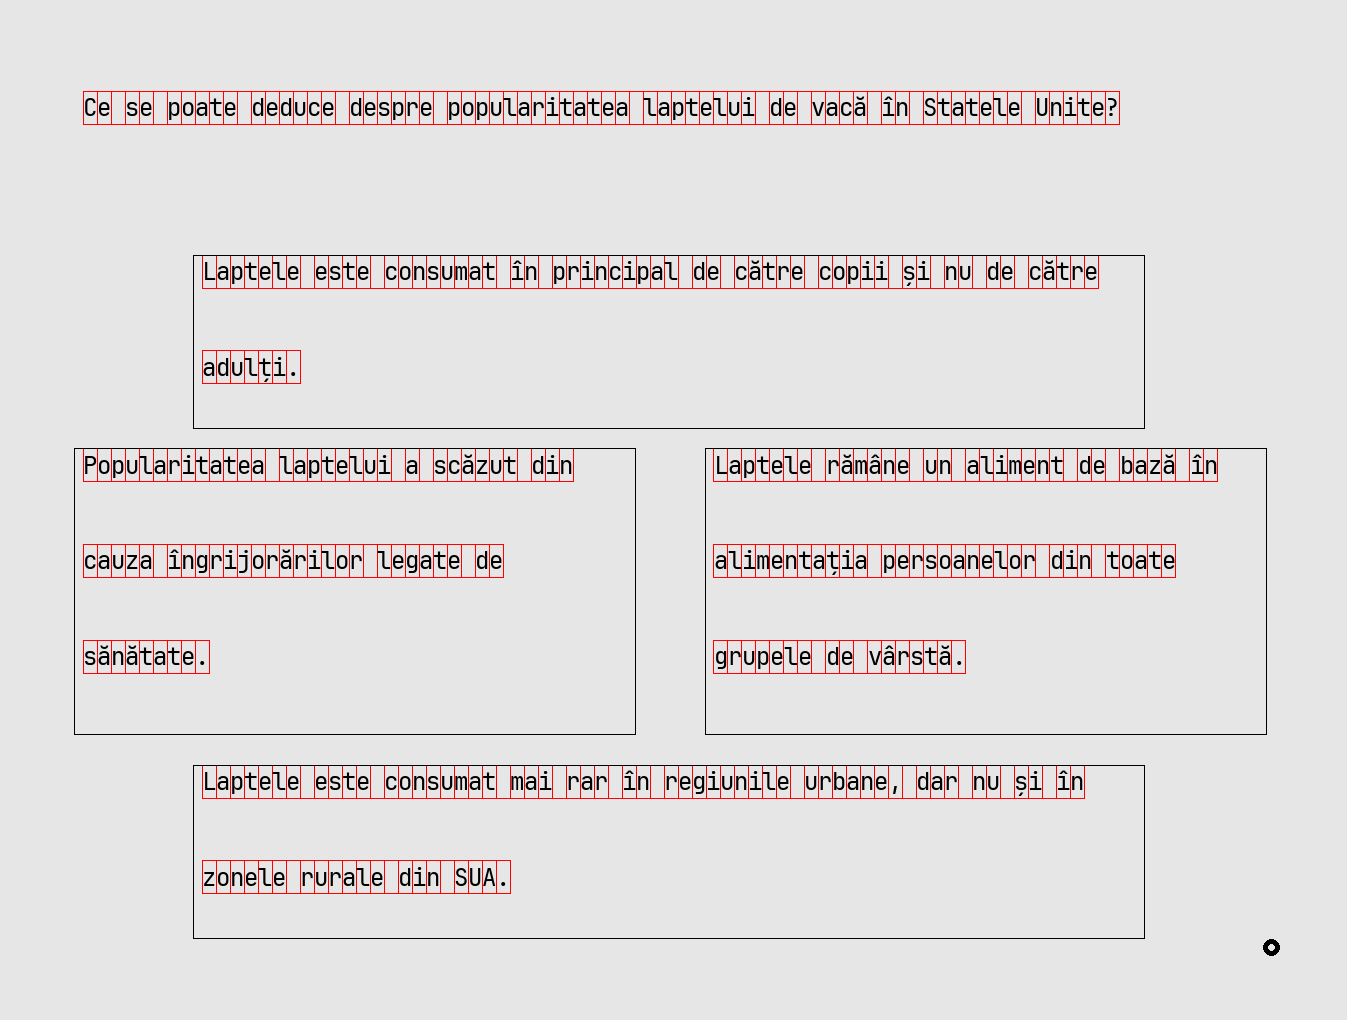 Ce se poate deduce despre popularitatea laptelui de vacă în Statele Unite?
Laptele este consumat în principal de către copii și nu de către
adulți.
Popularitatea laptelui a scăzut din
cauza îngrijorărilor legate de
sănătate.
Laptele rămâne un aliment de bază în
alimentația persoanelor din toate
grupele de vârstă.
Laptele este consumat mai rar în regiunile urbane, dar nu și în
zonele rurale din SUA.